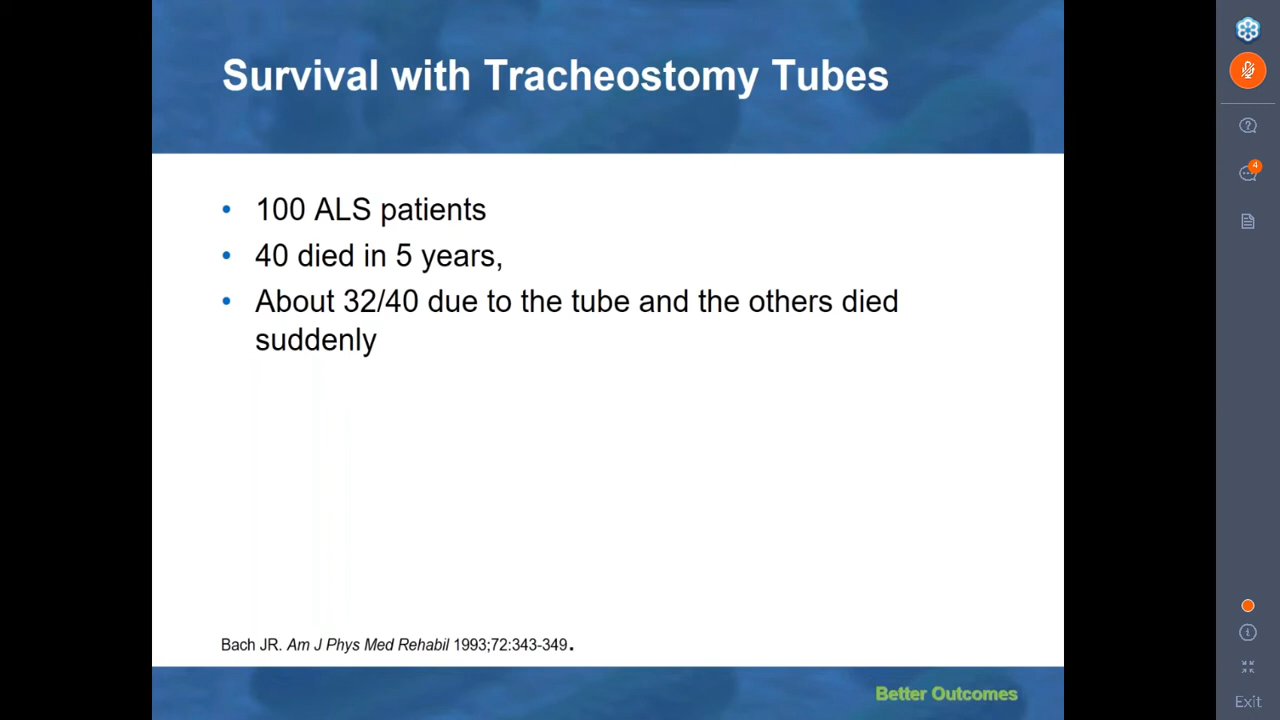 Survival with Tracheostomy Tubes
• 100 ALS patients
• 40 died in 5 years,
• About 32/40 due to the tube and the others died
suddenly
Bach JR. Am J Phys Med Rehabil 1993;72:343-349.
Better Outcomes
4
Exit